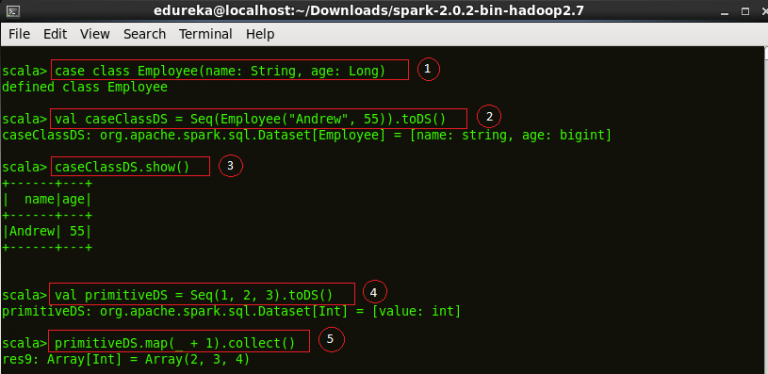 edureka@localhost:~/Downloads/spark-2.0.2-bin-hadoop2.7
File Edit View Search Terminal Help
scala> case class Employee(name: String, age: Long) 1
defined class Employee
scala> val caseClassDS = Seq(Employee("Andrew", 55)).toDS() 2
caseClassDS: org.apache.spark.sql.Dataset[Employee] = [name: string, age: bigint]
scala> caseClassDS.show() 3
+------+---+
|  name|age|
+------+---+
|Andrew| 55|
+------+---+
scala> val primitiveDS = Seq(1, 2, 3).toDS() 4
primitiveDS: org.apache.spark.sql.Dataset[Int] = [value: int]
scala> primitiveDS.map(_ + 1).collect() 5
res9: Array[Int] = Array(2, 3, 4)